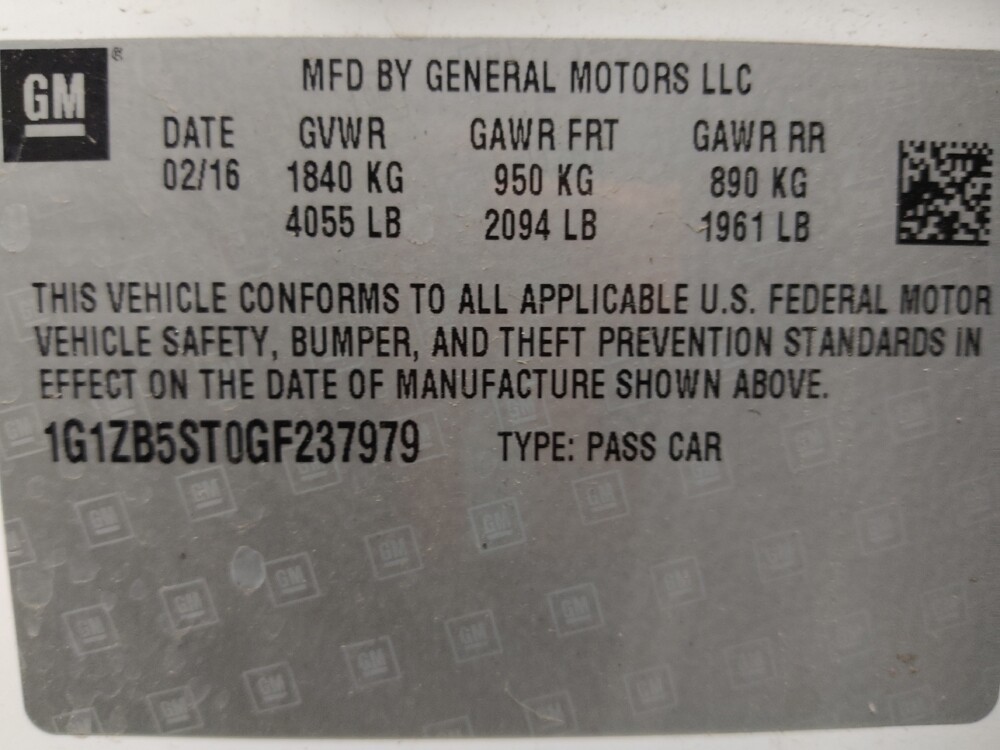 GM®
MFD BY GENERAL MOTORS LLC
DATE GVWR GAWR FRT GAWR RR
02/16 1840 KG 950 KG 890 KG
4055 LB 2094 LB 1961 LB
THIS VEHICLE CONFORMS TO ALL APPLICABLE U.S. FEDERAL MOTOR
VEHICLE SAFETY, BUMPER, AND THEFT PREVENTION STANDARDS IN
EFFECT ON THE DATE OF MANUFACTURE SHOWN ABOVE.
1G1ZB5ST0GF237979 TYPE: PASS CAR